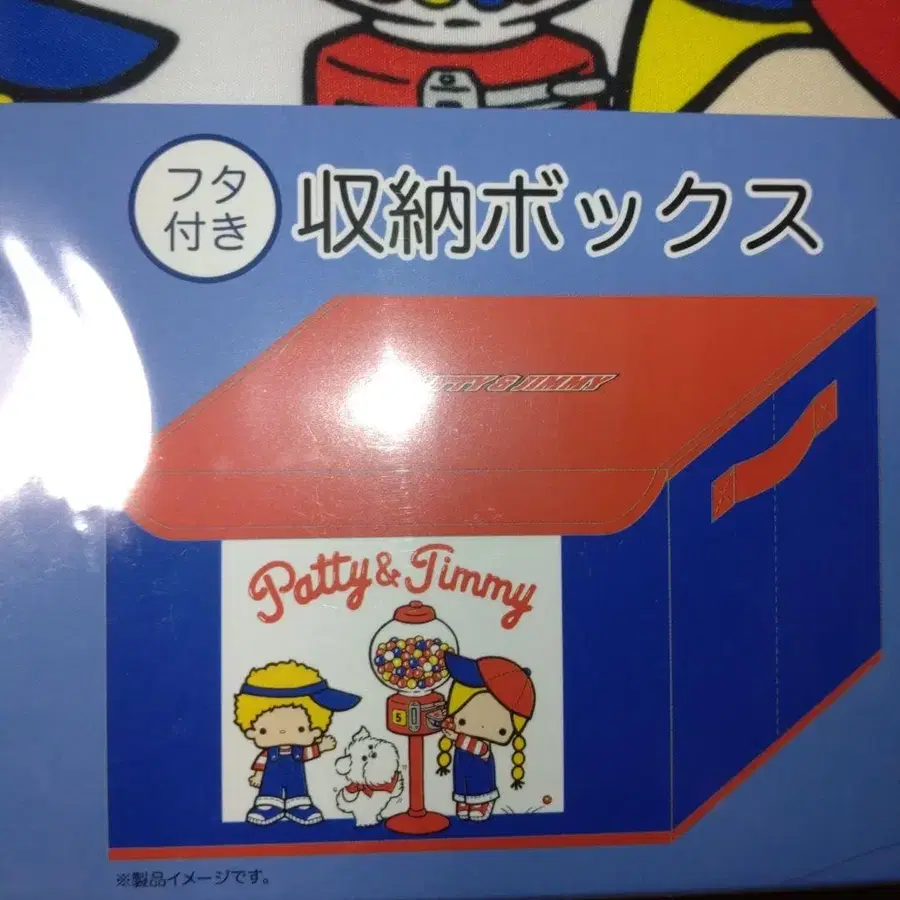 フタ
付き
収納ボックス
& JIMMY
Patty & Jimmy
5
※製品イメージです。